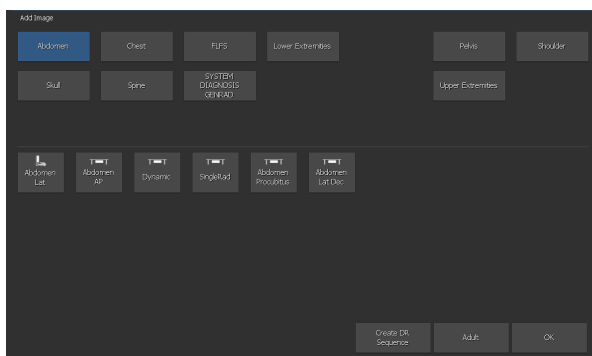 Add Image
Abdomen
Chest
FLFS
Lower Extremities
Pelvis
Shoulder
Skull
Spine
SYSTEM
DIAGNOSIS
GENRAD
Upper Extremities
Abdomen
Lat
Abdomen
AP
Dynamic
SingleRad
Abdomen
Procubitus
Abdomen
Lat Dec
Create DR
Sequence
Adult
OK